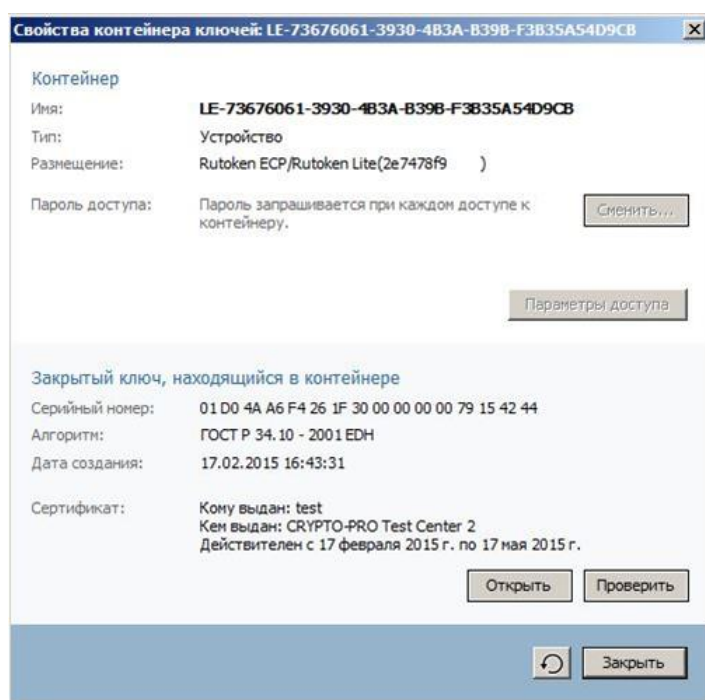 Свойства контейнера ключей: LE-73676061-3930-4B3A-B39B-F3B35A54D9CB
Контейнер
Имя: LE-73676061-3930-4B3A-B39B-F3B35A54D9CB
Тип: Устройство
Размещение: Rutoken ECP/Rutoken Lite(2e7478f9 )
Пароль доступа: Пароль запрашивается при каждом доступе к
контейнеру.
Сменить...
Параметры доступа
Закрытый ключ, находящийся в контейнере
Серийный номер: 01 D0 4A A6 F4 26 1F 30 00 00 00 00 79 15 42 44
Алгоритм: ГОСТ Р 34.10 - 2001 EDH
Дата создания: 17.02.2015 16:43:31
Сертификат: Кому выдан: test
Кем выдан: CRYPTO-PRO Test Center 2
Действителен с 17 февраля 2015 г. по 17 мая 2015 г.
Открыть Проверить
Закрыть